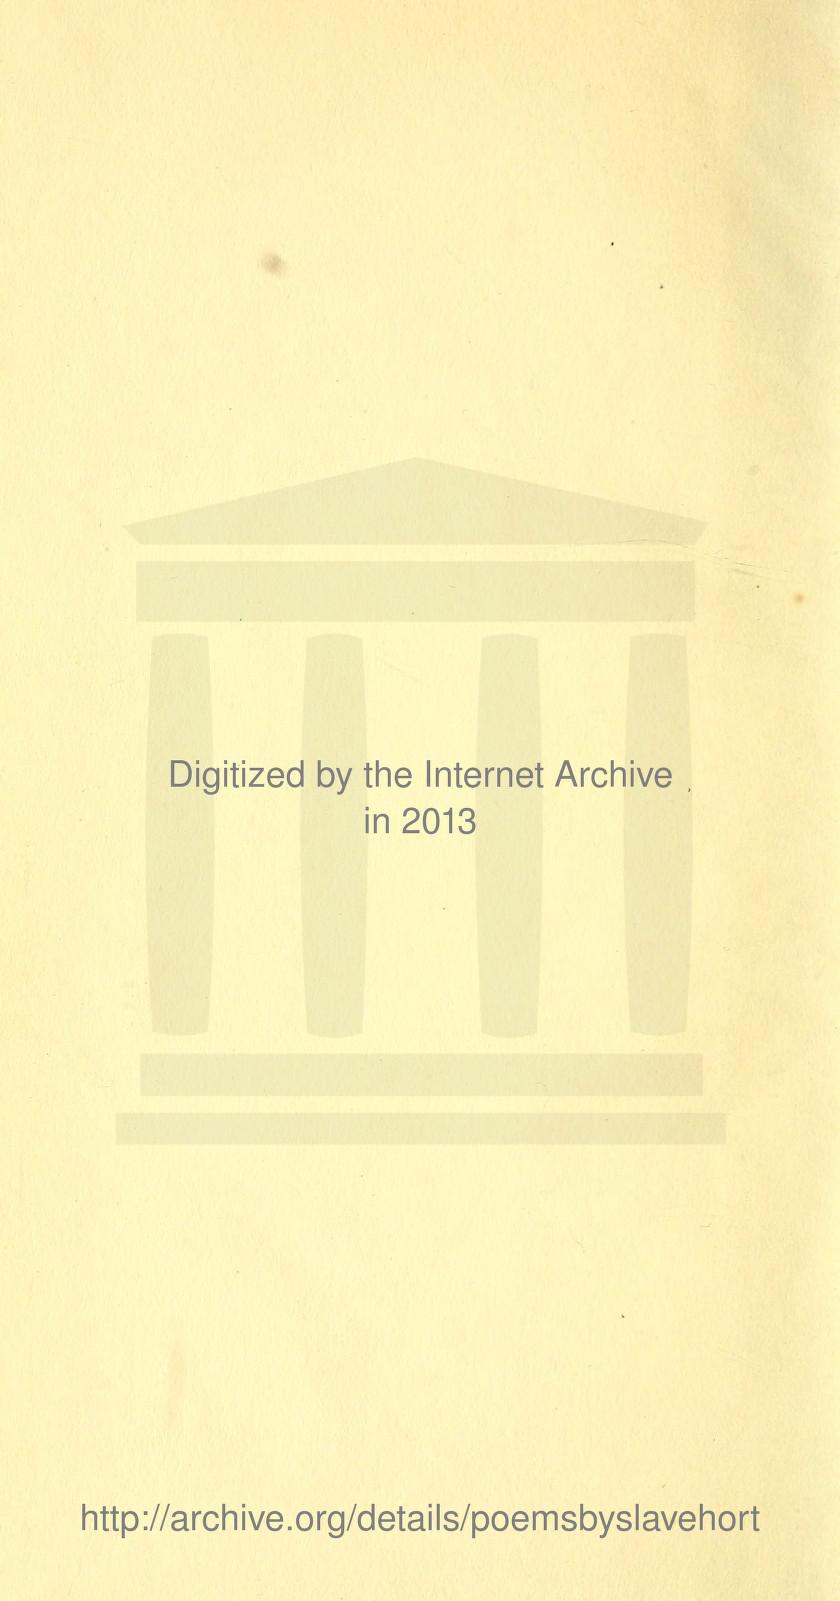 Digitized by the Internet Archive
in 2013
http://archive.org/details/poemsbyslavehort